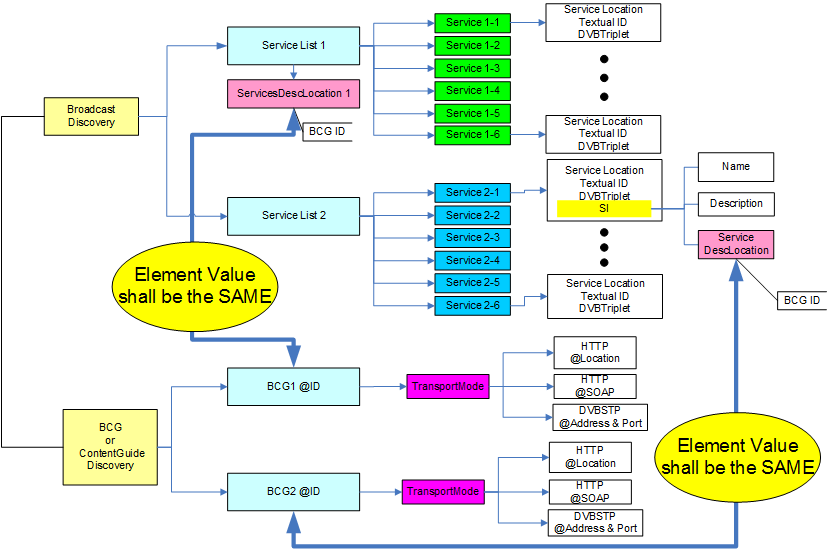 Broadcast
Discovery
Service List 1
ServicesDescLocation 1
BCG ID
Service 1-1
Service 1-2
Service 1-3
Service 1-4
Service 1-5
Service 1-6
Service Location
Textual ID
DVBTriplet
Service Location
Textual ID
DVBTriplet
Service List 2
Service 2-1
Service 2-2
Service 2-3
Service 2-4
Service 2-5
Service 2-6
Service Location
Textual ID
DVBTriplet
SI
Service Location
Textual ID
DVBTriplet
Name
Description
Service
DescLocation
BCG ID
Element Value
shall be the SAME
BCG
or
ContentGuide
Discovery
BCG1 @ID
TransportMode
HTTP
@Location
HTTP
@SOAP
DVBSTP
@Address & Port
BCG2 @ID
TransportMode
HTTP
@Location
HTTP
@SOAP
DVBSTP
@Address & Port
Element Value
shall be the SAME